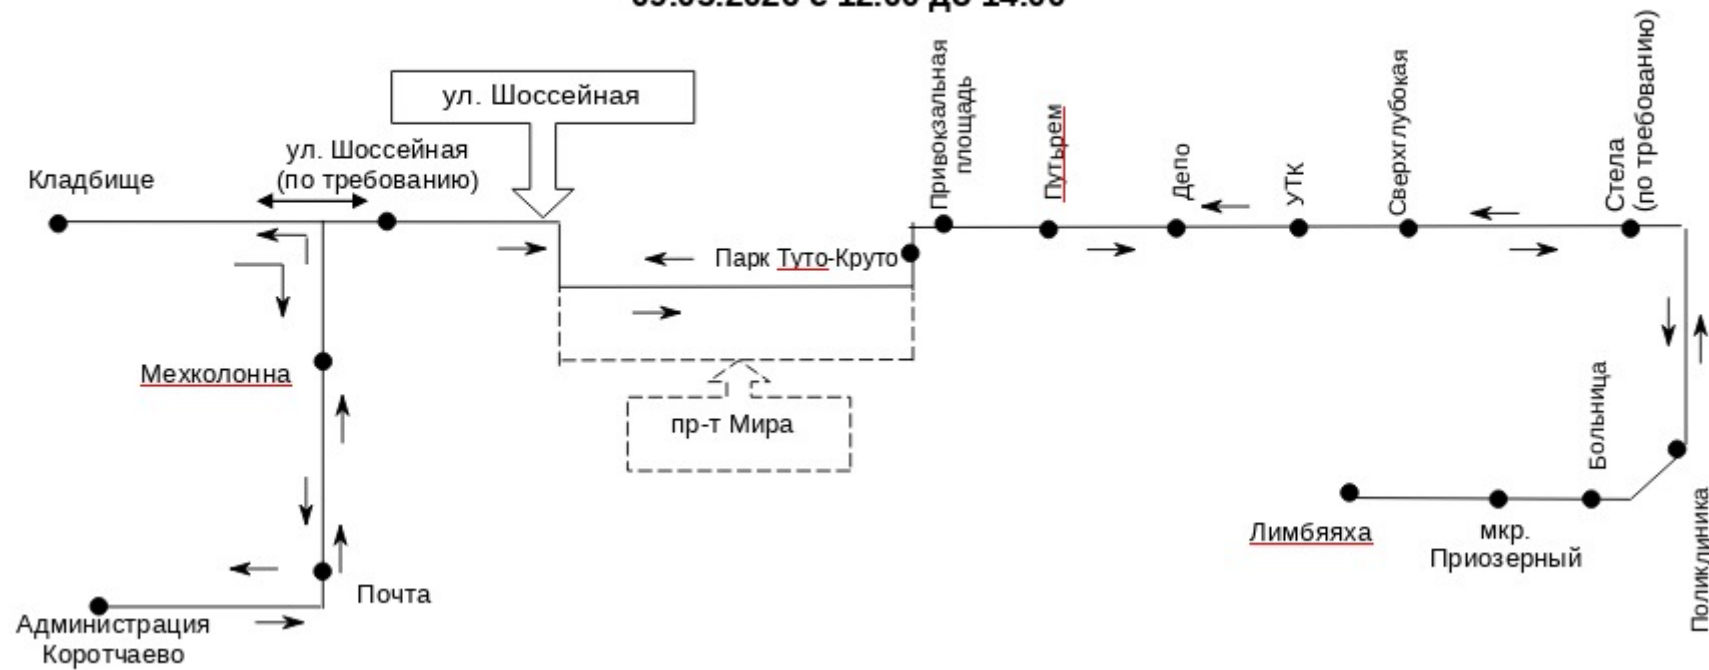 ул. Шоссейная
ул. Шоссейная
(по требованию)
Кладбище
Привокзальная
площадь
Путьрем
Депо
УТК
Сверхглубокая
Стела
(по требованию)
Парк Туто-Круто
Мехколонна
пр-т Мира
Больница
Поликлиника
Лимбяяха
мкр.
Приозерный
Почта
Администрация
Коротчаево